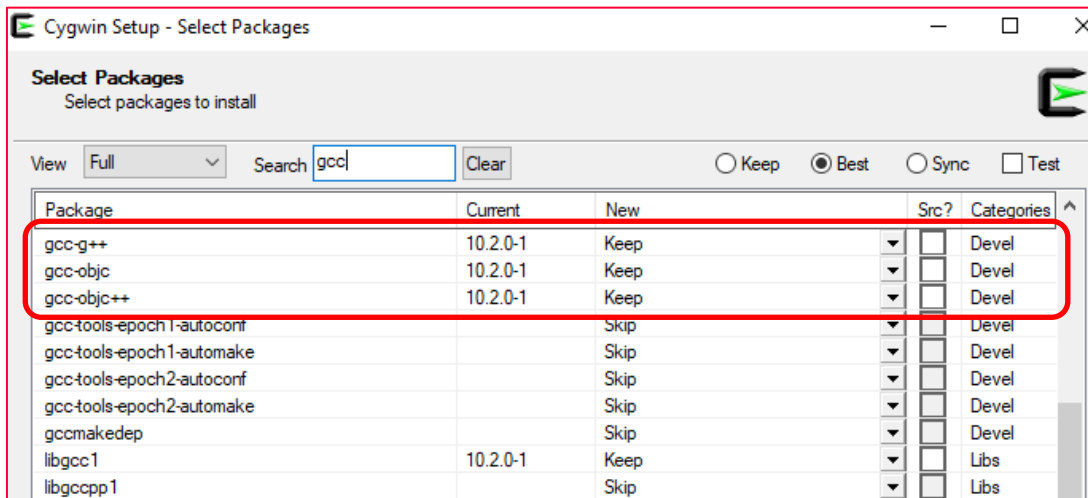 Cygwin Setup - Select Packages
Select Packages
Select packages to install
View Full Search gcc Clear Keep Best Sync Test
Package Current New Src? Categories
gcc-g++ 10.2.0-1 Keep Devel
gcc-objc 10.2.0-1 Keep Devel
gcc-objc++ 10.2.0-1 Keep Devel
gcc-tools-epoch1-autoconf Skip Devel
gcc-tools-epoch1-automake Skip Devel
gcc-tools-epoch2-autoconf Skip Devel
gcc-tools-epoch2-automake Skip Devel
gccmakedep Skip Devel
libgcc1 10.2.0-1 Keep Libs
libgccpp1 Skip Libs